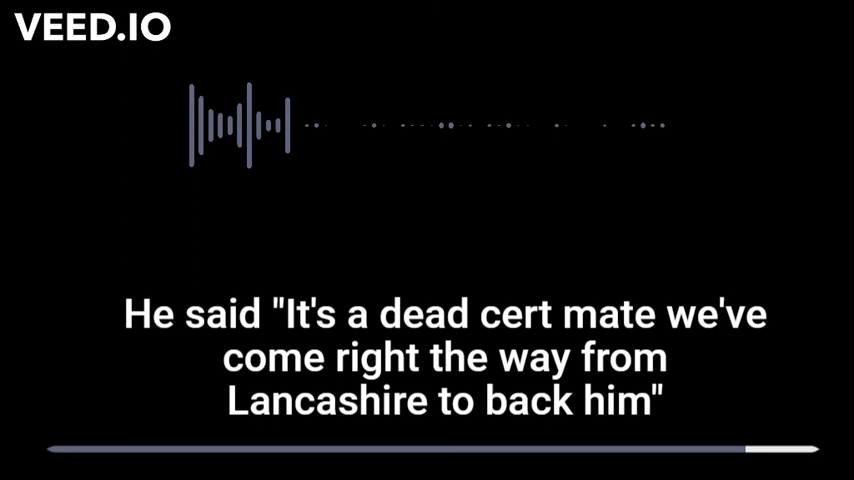 VEED.IO
He said "It's a dead cert mate we've
come right the way from
Lancashire to back him"